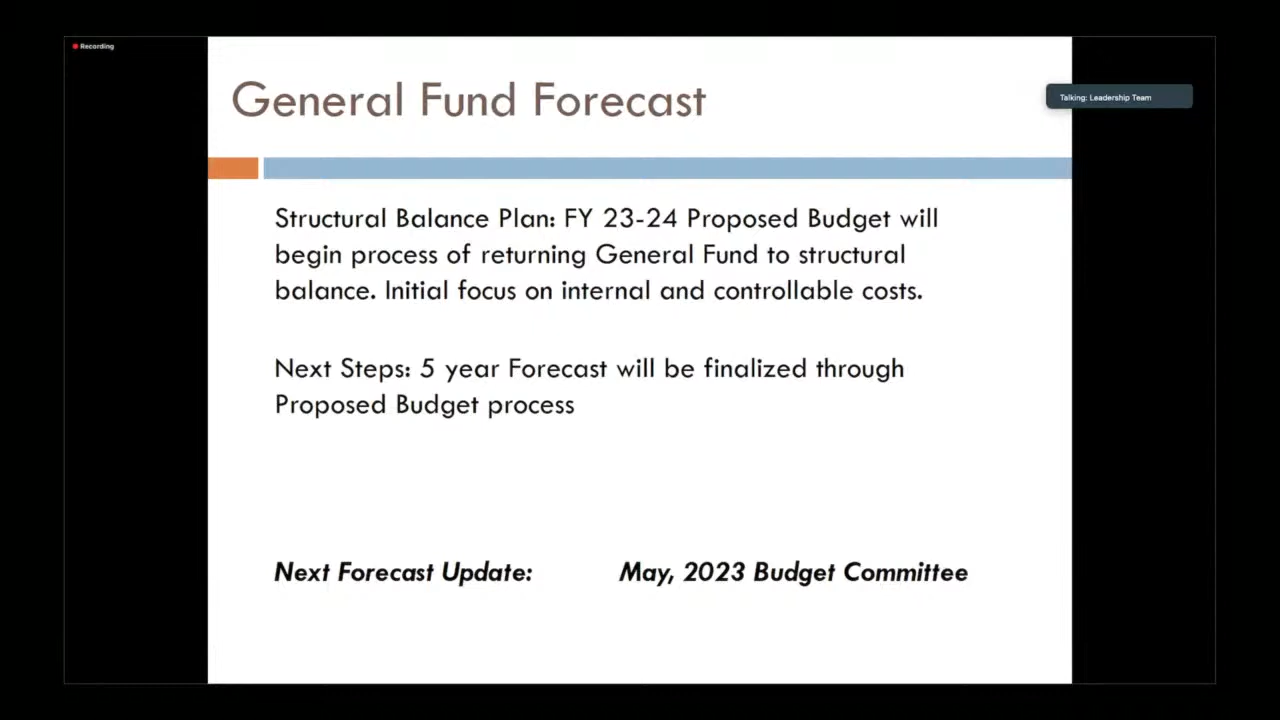 Recording
General Fund Forecast
Talking: Leadership Team
Structural Balance Plan: FY 23-24 Proposed Budget will
begin process of returning General Fund to structural
balance. Initial focus on internal and controllable costs.
Next Steps: 5 year Forecast will be finalized through
Proposed Budget process
Next Forecast Update: May, 2023 Budget Committee